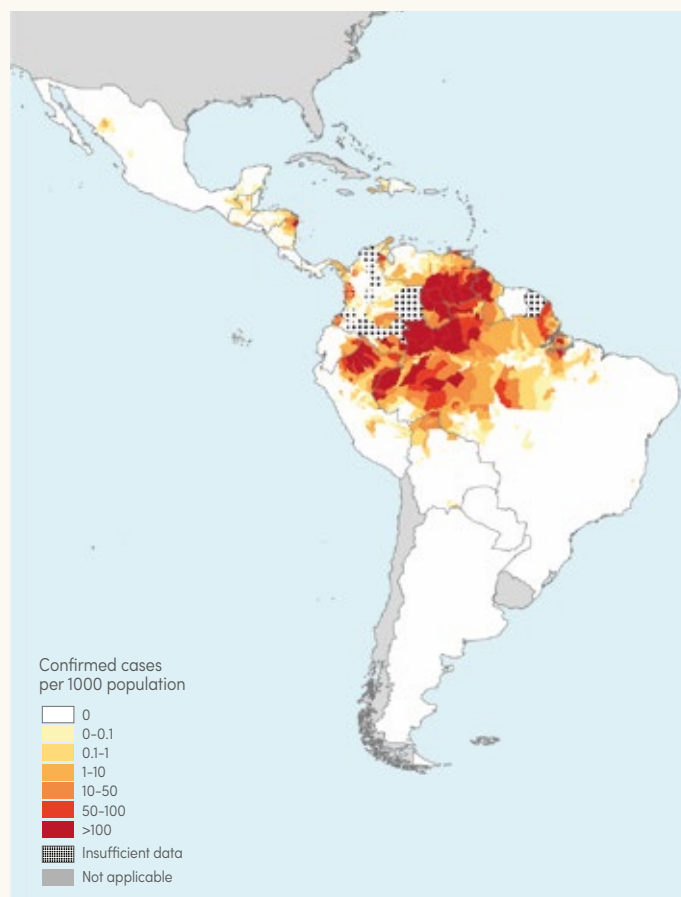 Confirmed cases
per 1000 population
0
0-0.1
0.1-1
1-10
10-50
50-100
>100
Insufficient data
Not applicable